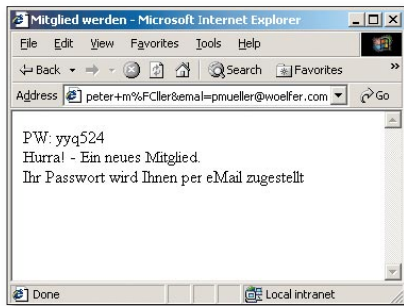 Mitglied werden - Microsoft Internet Explorer
File Edit View Favorites Tools Help
Back Search Favorites »
Address peter+m%FCller&emal=pmueller@woelfer.com Go
PW: yyq524
Hurra! - Ein neues Mitglied.
Ihr Passwort wird Ihnen per eMail zugestellt
Done Local intranet